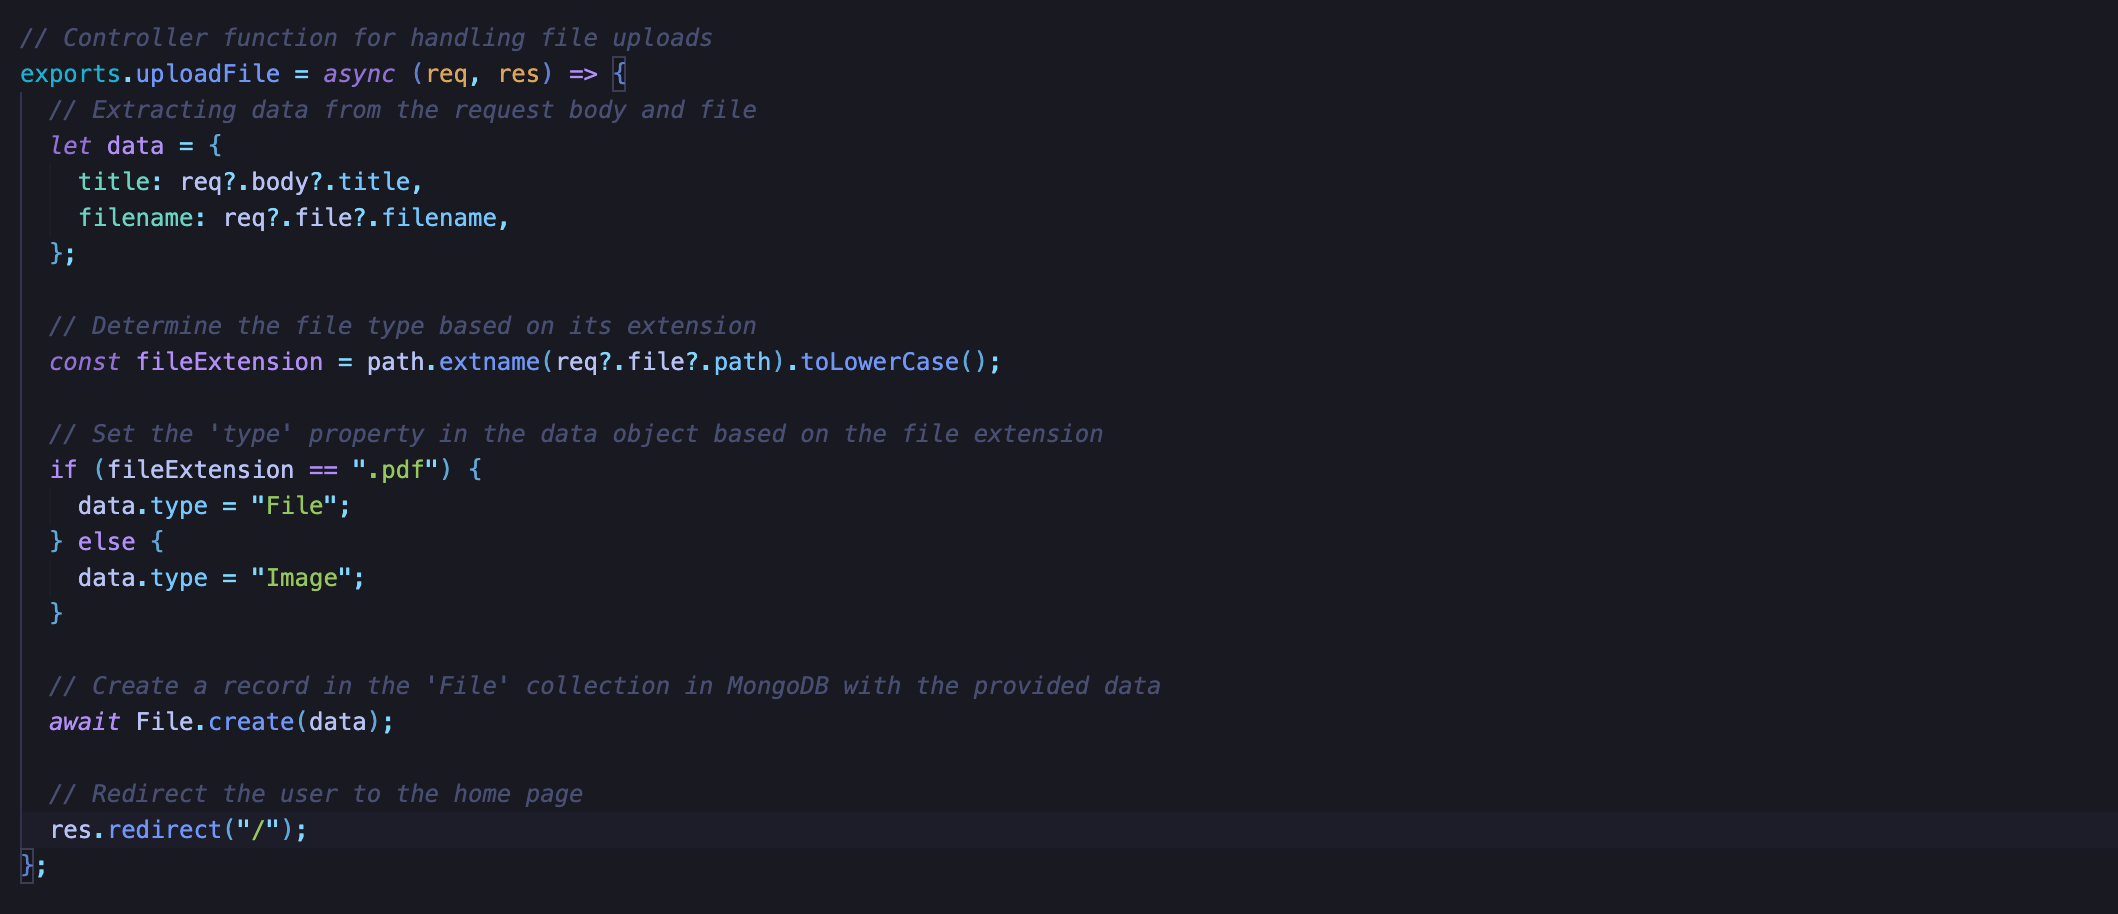 // Controller function for handling file uploads
exports.uploadFile = async (req, res) => {
  // Extracting data from the request body and file
  let data = {
    title: req?.body?.title,
    filename: req?.file?.filename,
  };

  // Determine the file type based on its extension
  const fileExtension = path.extname(req?.file?.path).toLowerCase();

  // Set the 'type' property in the data object based on the file extension
  if (fileExtension == ".pdf") {
    data.type = "File";
  } else {
    data.type = "Image";
  }

  // Create a record in the 'File' collection in MongoDB with the provided data
  await File.create(data);

  // Redirect the user to the home page
  res.redirect("/");
};